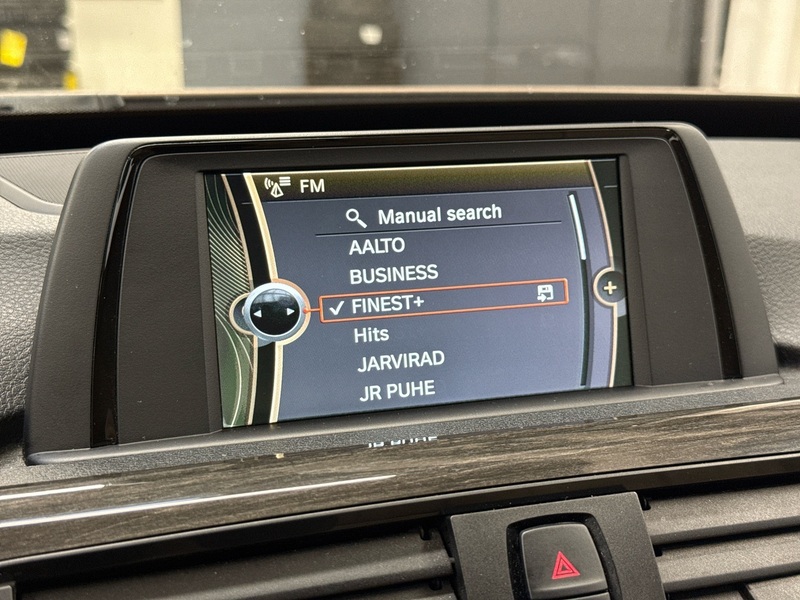 FM
Manual search
AALTO
BUSINESS
FINEST+
Hits
JARVIRAD
JR PUHE